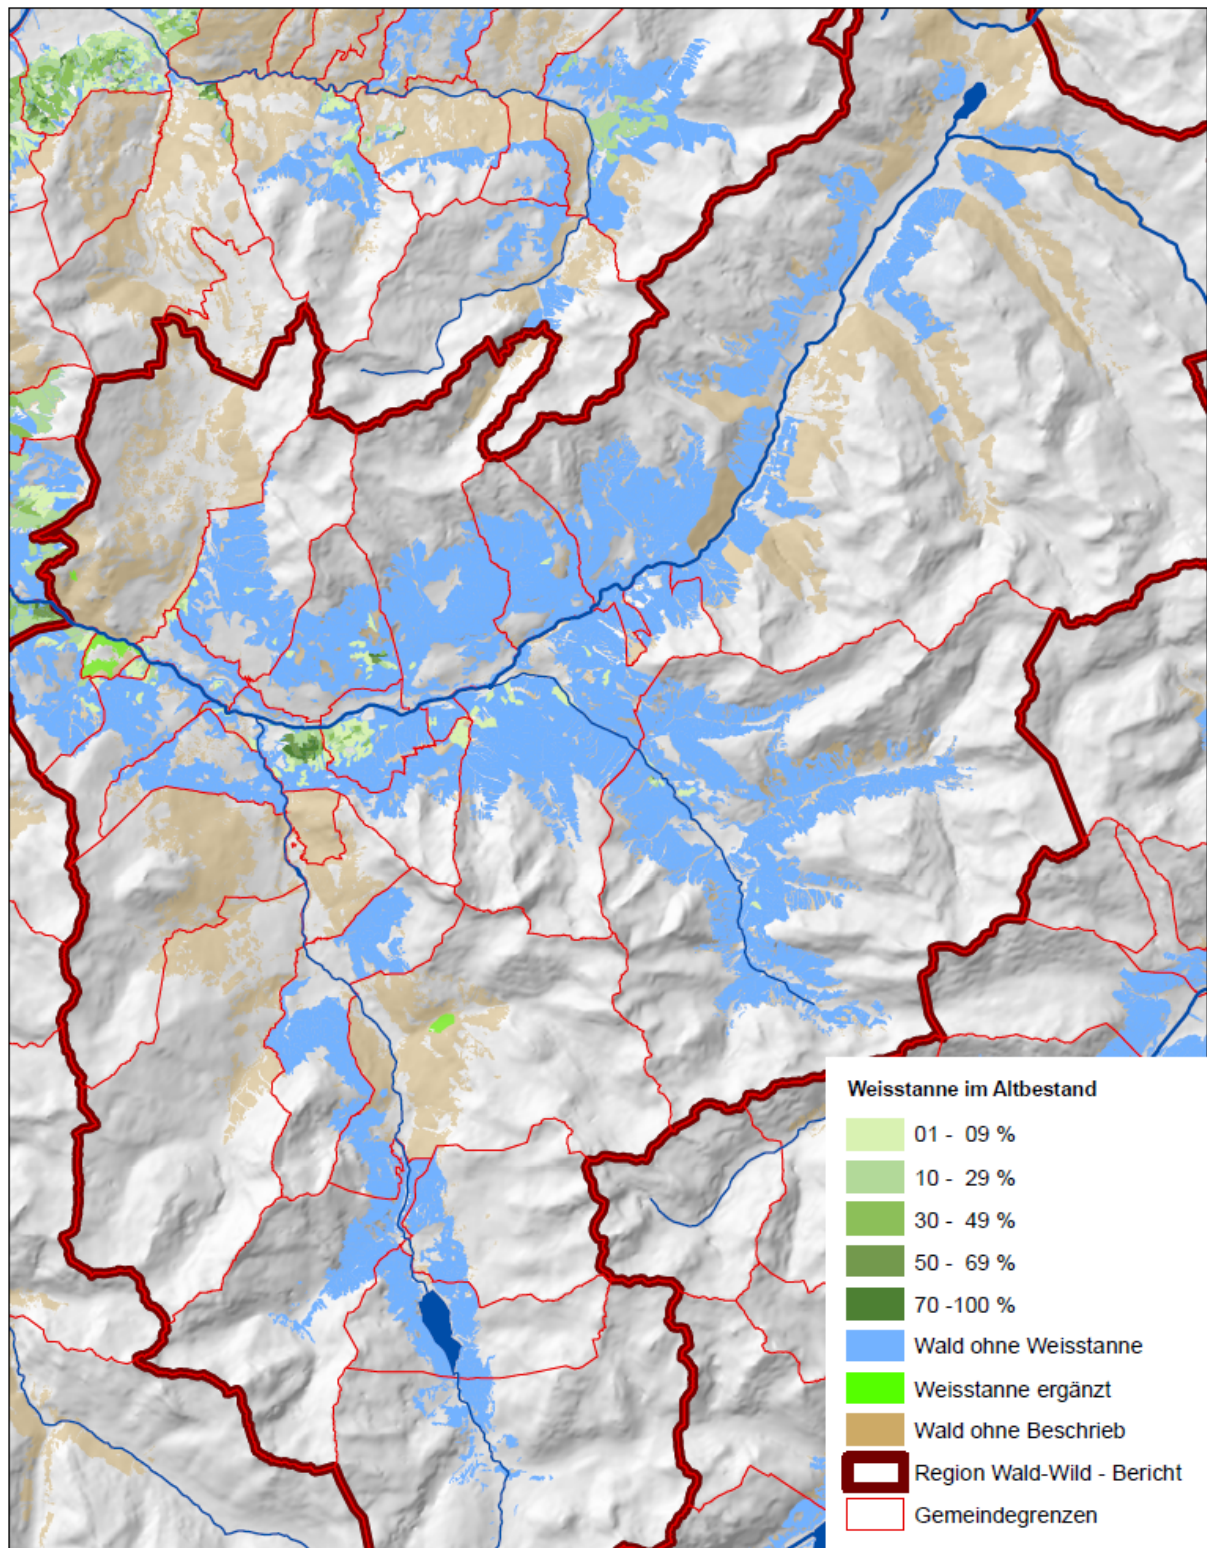 Weisstanne im Altbestand
01 - 09 %
10 - 29 %
30 - 49 %
50 - 69 %
70 -100 %
Wald ohne Weisstanne
Weisstanne ergänzt
Wald ohne Beschrieb
Region Wald-Wild - Bericht
Gemeindegrenzen